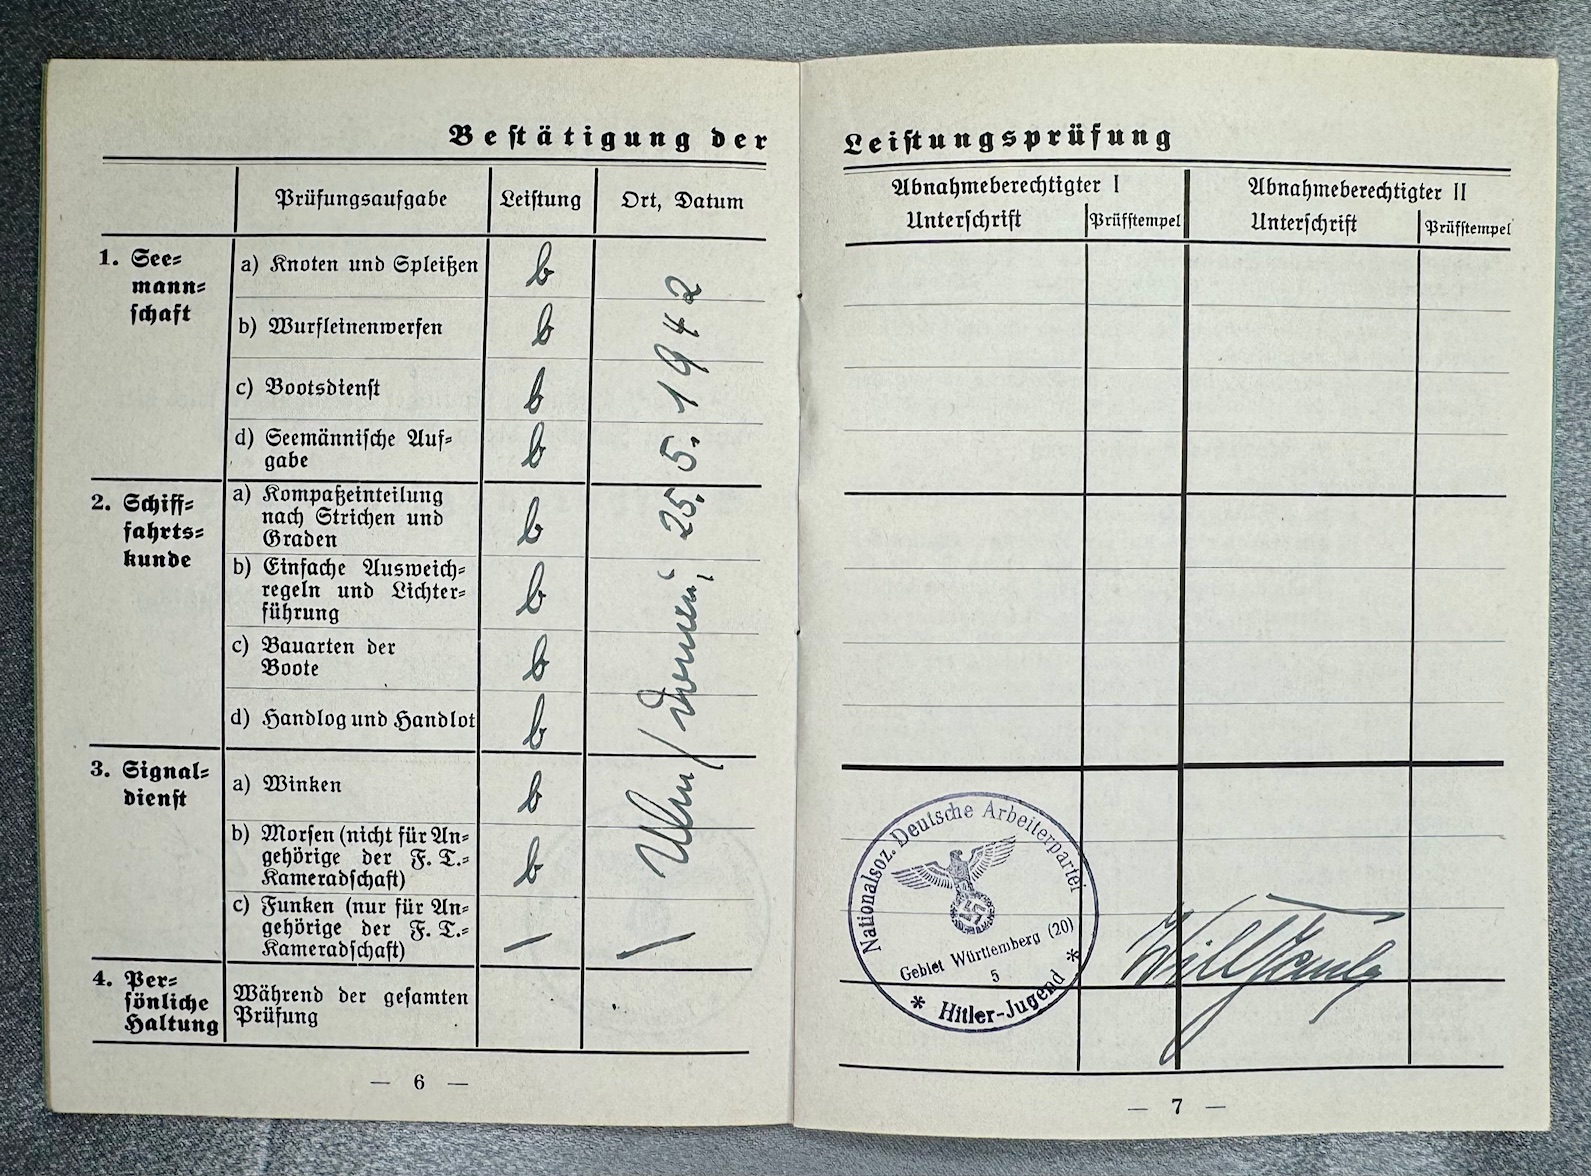 Bestätigung der
Prüfungsaufgabe Leistung Ort, Datum
1. See=
mann=
schaft
a) Knoten und Spleißen b
b) Wurfleinenwerfen b
c) Bootsdienst b
d) Seemännische Auf=
gabe b
2. Schiff=
fahrts=
kunde
a) Kompaßeinteilung
nach Strichen und
Graden b
b) Einfache Ausweich=
regeln und Lichter=
führung b
c) Bauarten der
Boote b
d) Handlog und Handlot b
3. Signal=
dienst
a) Winken b
b) Morsen (nicht für An=
gehörige der F. T.=
Kameradschaft) b
c) Funken (nur für An=
gehörige der F. T.=
Kameradschaft) /
4. Per=
sönliche
Haltung
Während der gesamten
Prüfung
Ulm / Donau, 25. 5. 1942
/
— 6 —
Leistungsprüfung
Abnahmeberechtigter I Abnahmeberechtigter II
Unterschrift Prüfstempel Unterschrift Prüfstempel
Nationalsoz. Deutsche Arbeiterpartei
Gebiet Württemberg (20)
5
* Hitler-Jugend *
— 7 —